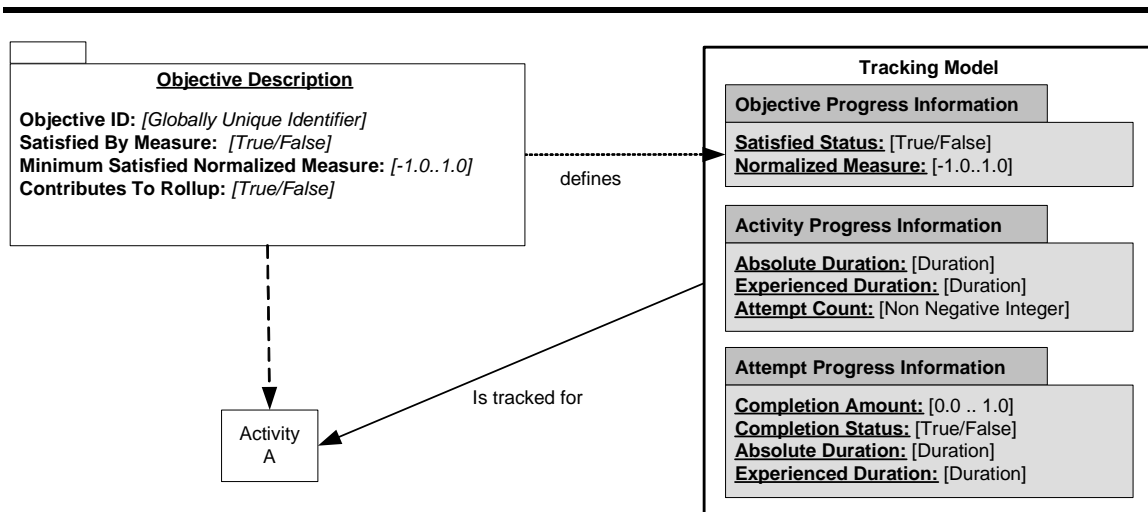 Objective Description
Objective ID: [Globally Unique Identifier]
Satisfied By Measure: [True/False]
Minimum Satisfied Normalized Measure: [-1.0..1.0]
Contributes To Rollup: [True/False]
defines
Is tracked for
Activity
A
Tracking Model
Objective Progress Information
Satisfied Status: [True/False]
Normalized Measure: [-1.0..1.0]
Activity Progress Information
Absolute Duration: [Duration]
Experienced Duration: [Duration]
Attempt Count: [Non Negative Integer]
Attempt Progress Information
Completion Amount: [0.0 .. 1.0]
Completion Status: [True/False]
Absolute Duration: [Duration]
Experienced Duration: [Duration]